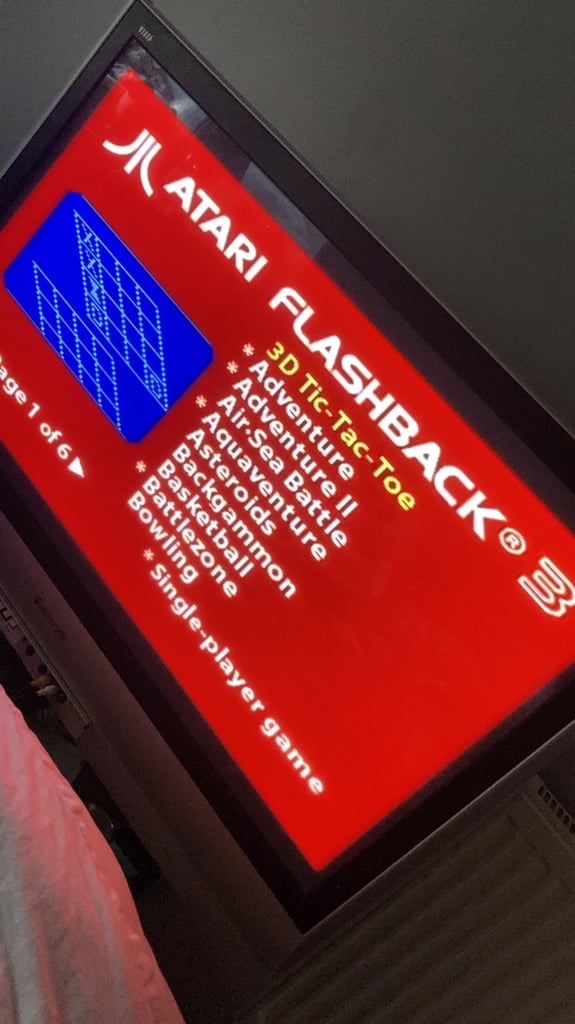 ATARI FLASHBACK® 3
3D Tic-Tac-Toe
* Adventure
* Adventure II
Air-Sea Battle
* Aquaventure
Asteroids
Backgammon
Basketball
* Battlezone
Bowling
* Single-player game
age 1 of 6 ▶